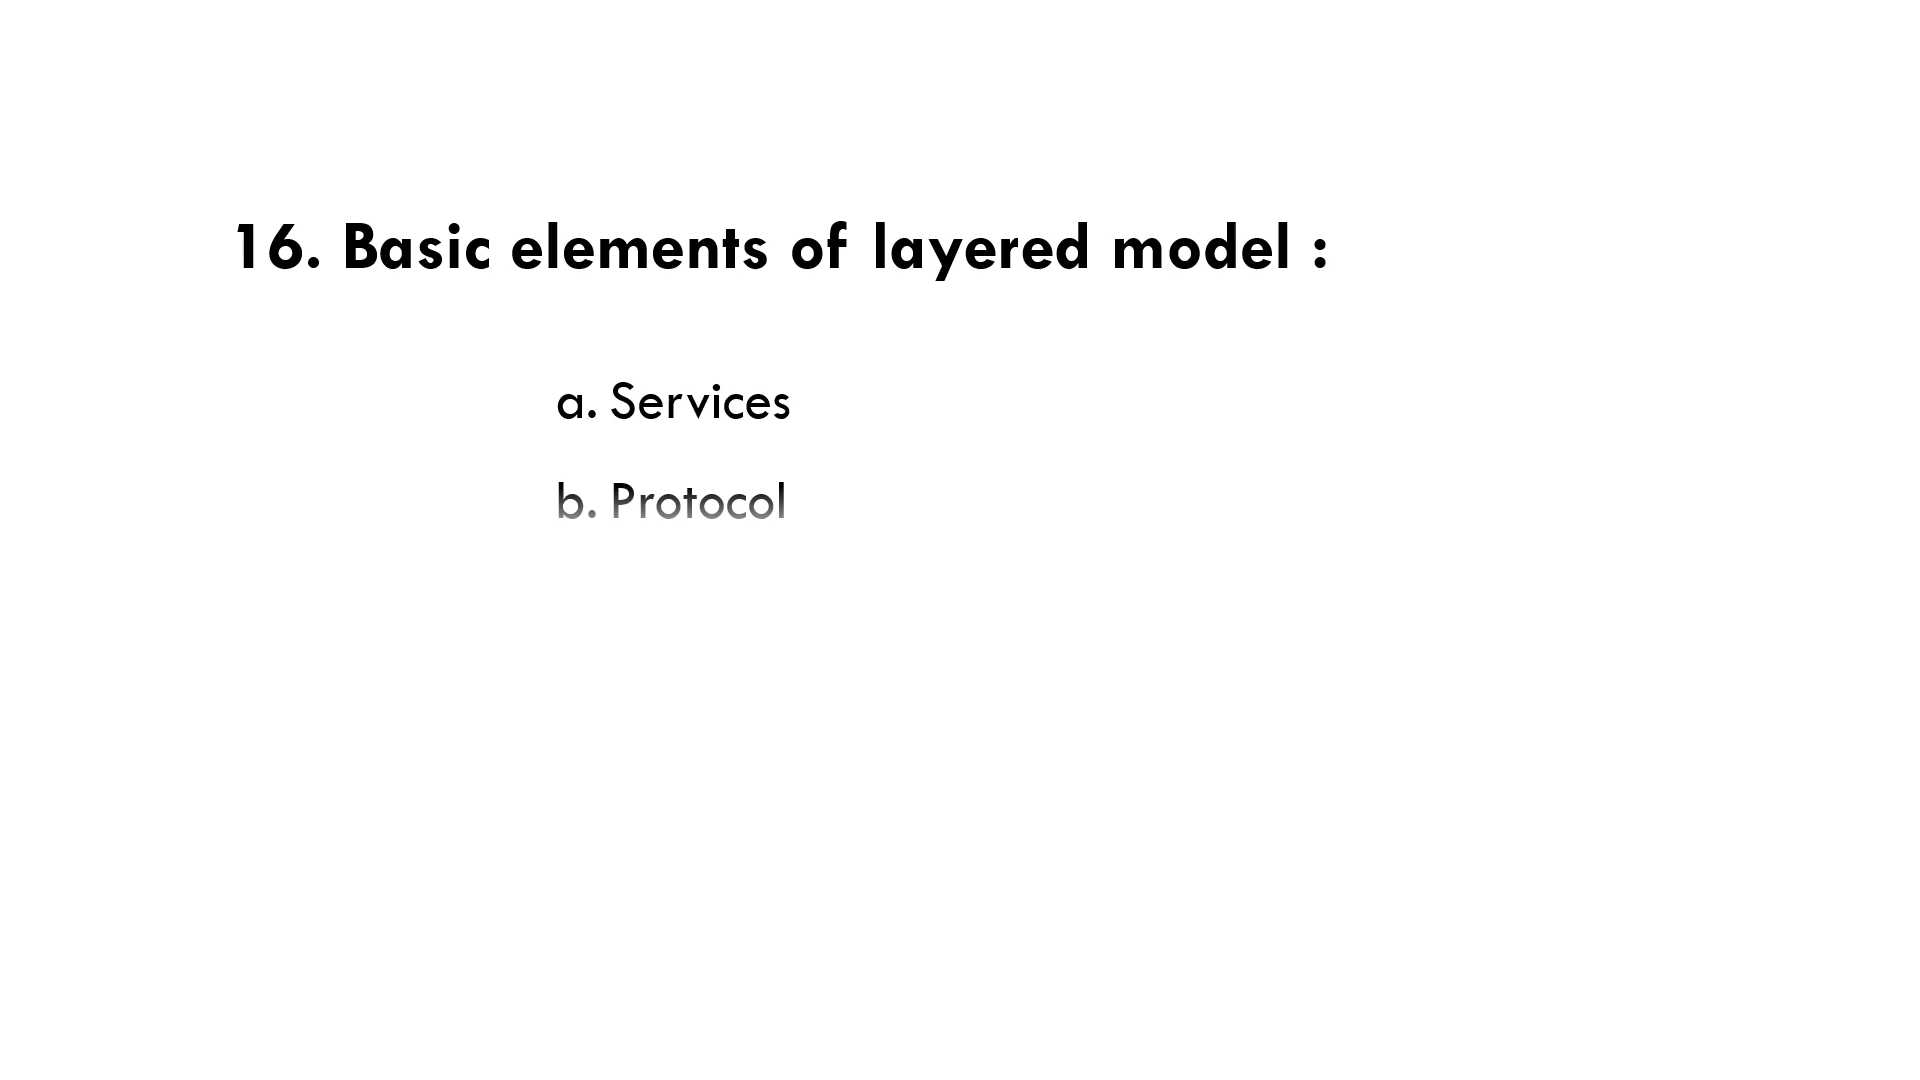 16. Basic elements of layered model :
a. Services
b. Protocol